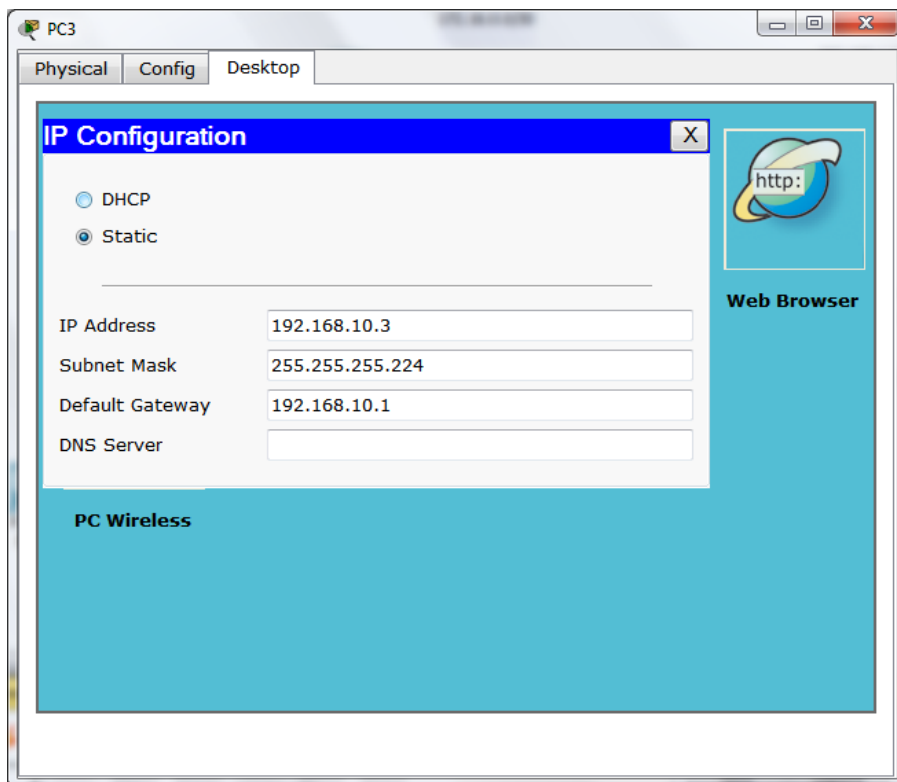 PC3
Physical Config Desktop
IP Configuration X
http:
DHCP
Static
Web Browser
IP Address 192.168.10.3
Subnet Mask 255.255.255.224
Default Gateway 192.168.10.1
DNS Server
PC Wireless